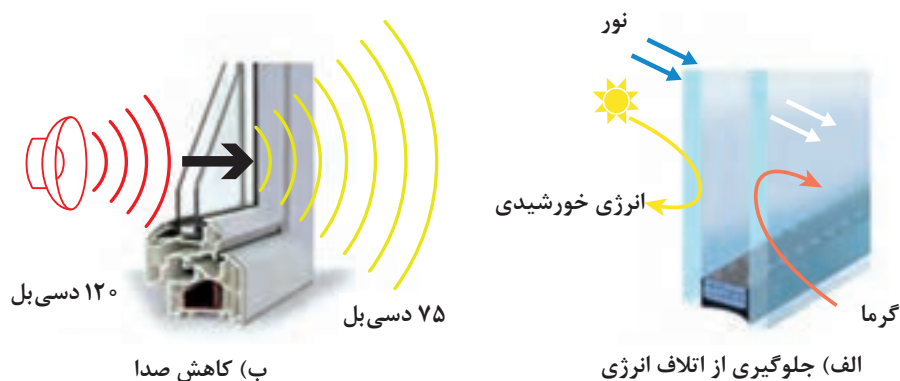 نور
انرژی خورشیدی
گرما
الف) جلوگیری از اتلاف انرژی
۱۲۰ دسی‌بل
۷۵ دسی‌بل
ب) کاهش صدا